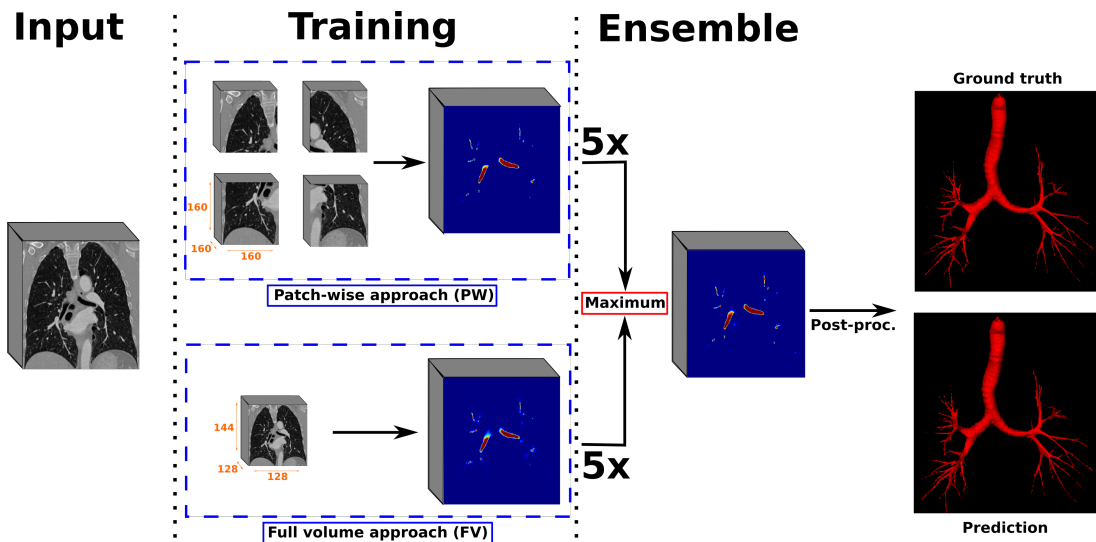 Input
Training
Ensemble
160
160
160
Patch-wise approach (PW)
5x
Maximum
144
128
128
Full volume approach (FV)
5x
Post-proc.
Ground truth
Prediction